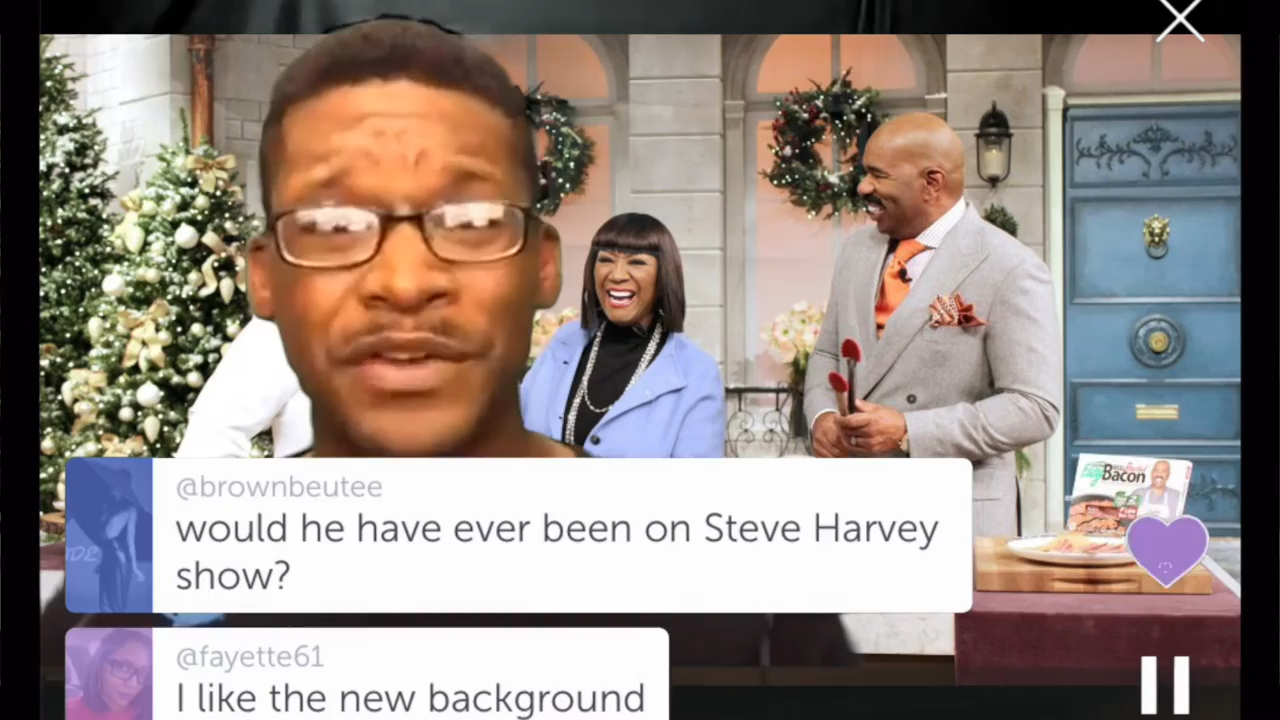 Bacon
@brownbeutee
would he have ever been on Steve Harvey
show?
@fayette61
I like the new background